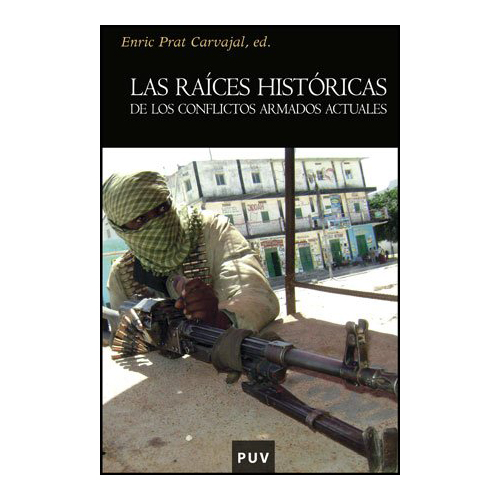 Enric Prat Carvajal, ed.
LAS RAÍCES HISTÓRICAS
DE LOS CONFLICTOS ARMADOS ACTUALES
PUV